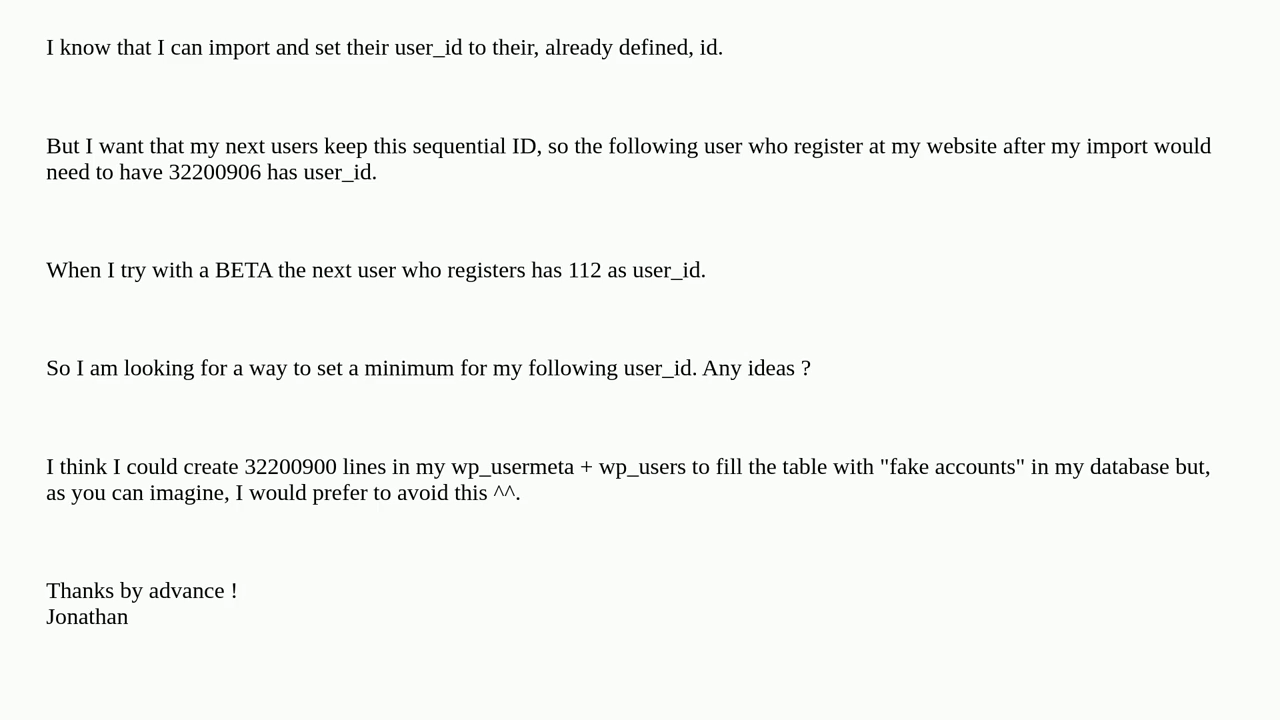 I know that I can import and set their user_id to their, already defined, id.
But I want that my next users keep this sequential ID, so the following user who register at my website after my import would
need to have 32200906 has user_id.
When I try with a BETA the next user who registers has 112 as user_id.
So I am looking for a way to set a minimum for my following user_id. Any ideas ?
I think I could create 32200900 lines in my wp_usermeta + wp_users to fill the table with "fake accounts" in my database but,
as you can imagine, I would prefer to avoid this ^^.
Thanks by advance !
Jonathan